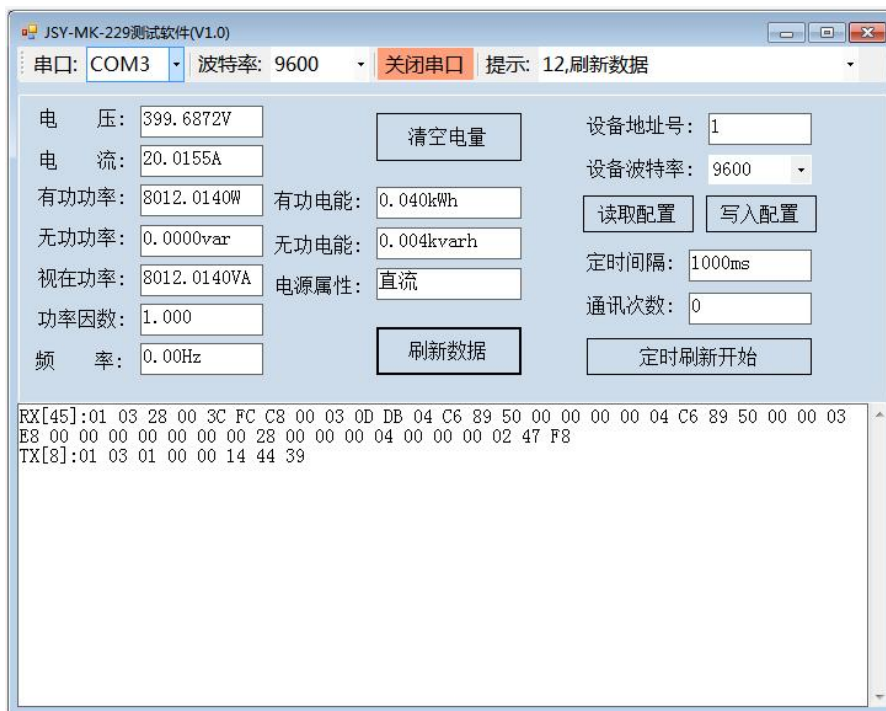 JSY-MK-229测试软件(V1.0)
串口: COM3 波特率: 9600 关闭串口 提示: 12,刷新数据
电 压: 399.6872V
电 流: 20.0155A
有功功率: 8012.0140W
无功功率: 0.0000var
视在功率: 8012.0140VA
功率因数: 1.000
频 率: 0.00Hz
清空电量
有功电能: 0.040kWh
无功电能: 0.004kvarh
电源属性: 直流
刷新数据
设备地址号: 1
设备波特率: 9600
读取配置 写入配置
定时间隔: 1000ms
通讯次数: 0
定时刷新开始
RX[45]:01 03 28 00 3C FC C8 00 03 0D DB 04 C6 89 50 00 00 00 00 04 C6 89 50 00 00 03
E8 00 00 00 00 00 00 00 28 00 00 00 04 00 00 00 02 47 F8
TX[8]:01 03 01 00 00 14 44 39